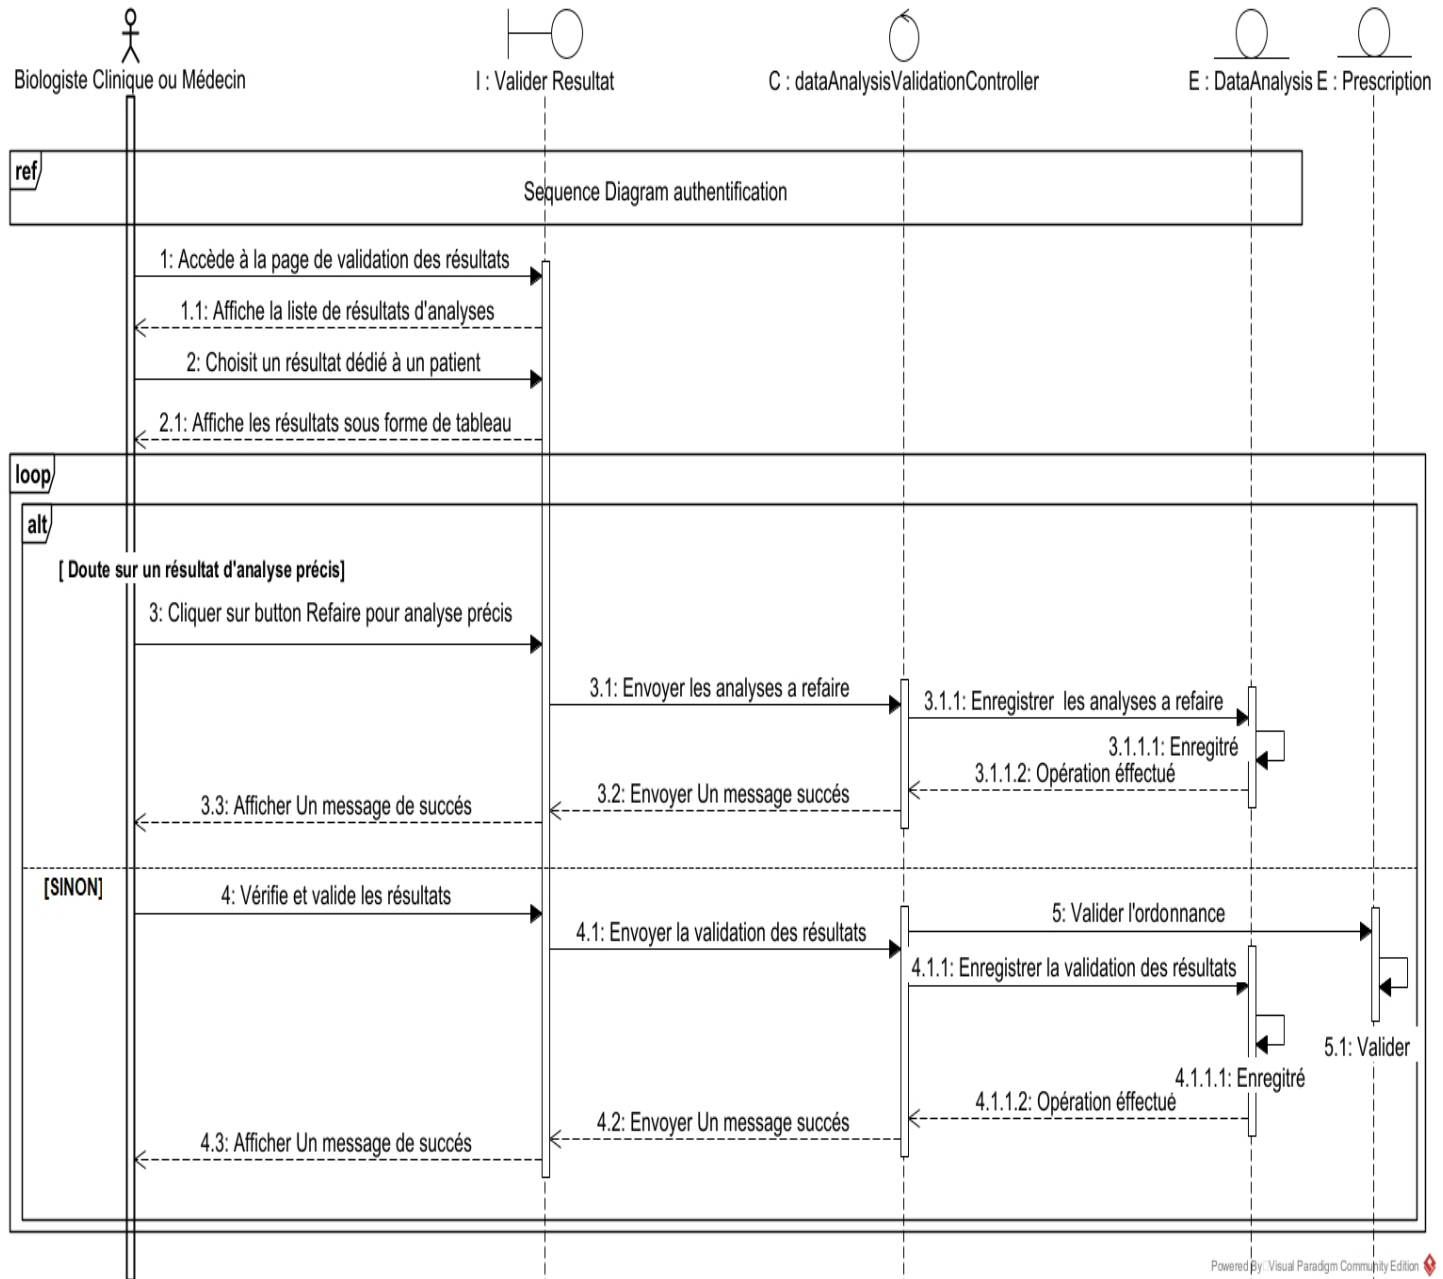 Biologiste Clinique ou Médecin
I : Valider Resultat
C : dataAnalysisValidationController
E : DataAnalysis
E : Prescription
ref
Sequence Diagram authentification
1: Accède à la page de validation des résultats
1.1: Affiche la liste de résultats d'analyses
2: Choisit un résultat dédié à un patient
2.1: Affiche les résultats sous forme de tableau
loop
alt
[ Doute sur un résultat d'analyse précis]
3: Cliquer sur button Refaire pour analyse précis
3.1: Envoyer les analyses a refaire
3.1.1: Enregistrer les analyses a refaire
3.1.1.1: Enregitré
3.1.1.2: Opération éffectué
3.2: Envoyer Un message succés
3.3: Afficher Un message de succés
[SINON]
4: Vérifie et valide les résultats
4.1: Envoyer la validation des résultats
5: Valider l'ordonnance
4.1.1: Enregistrer la validation des résultats
5.1: Valider
4.1.1.1: Enregitré
4.1.1.2: Opération éffectué
4.2: Envoyer Un message succés
4.3: Afficher Un message de succés
Powered By Visual Paradigm Community Edition